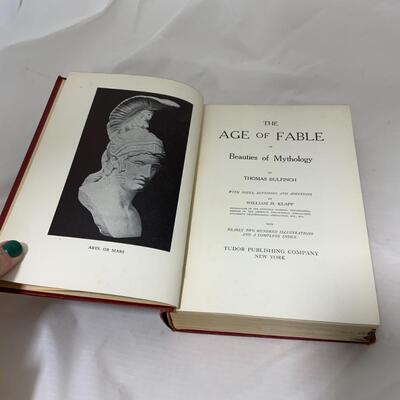 ARES, OR MARS.
THE
AGE OF FABLE
OR
Beauties of Mythology
BY
THOMAS BULFINCH
WITH NOTES, REVISIONS AND ADDITIONS
BY
WILLIAM H. KLAPP
WITH
NEARLY TWO HUNDRED ILLUSTRATIONS
AND A COMPLETE INDEX
TUDOR PUBLISHING COMPANY
NEW YORK